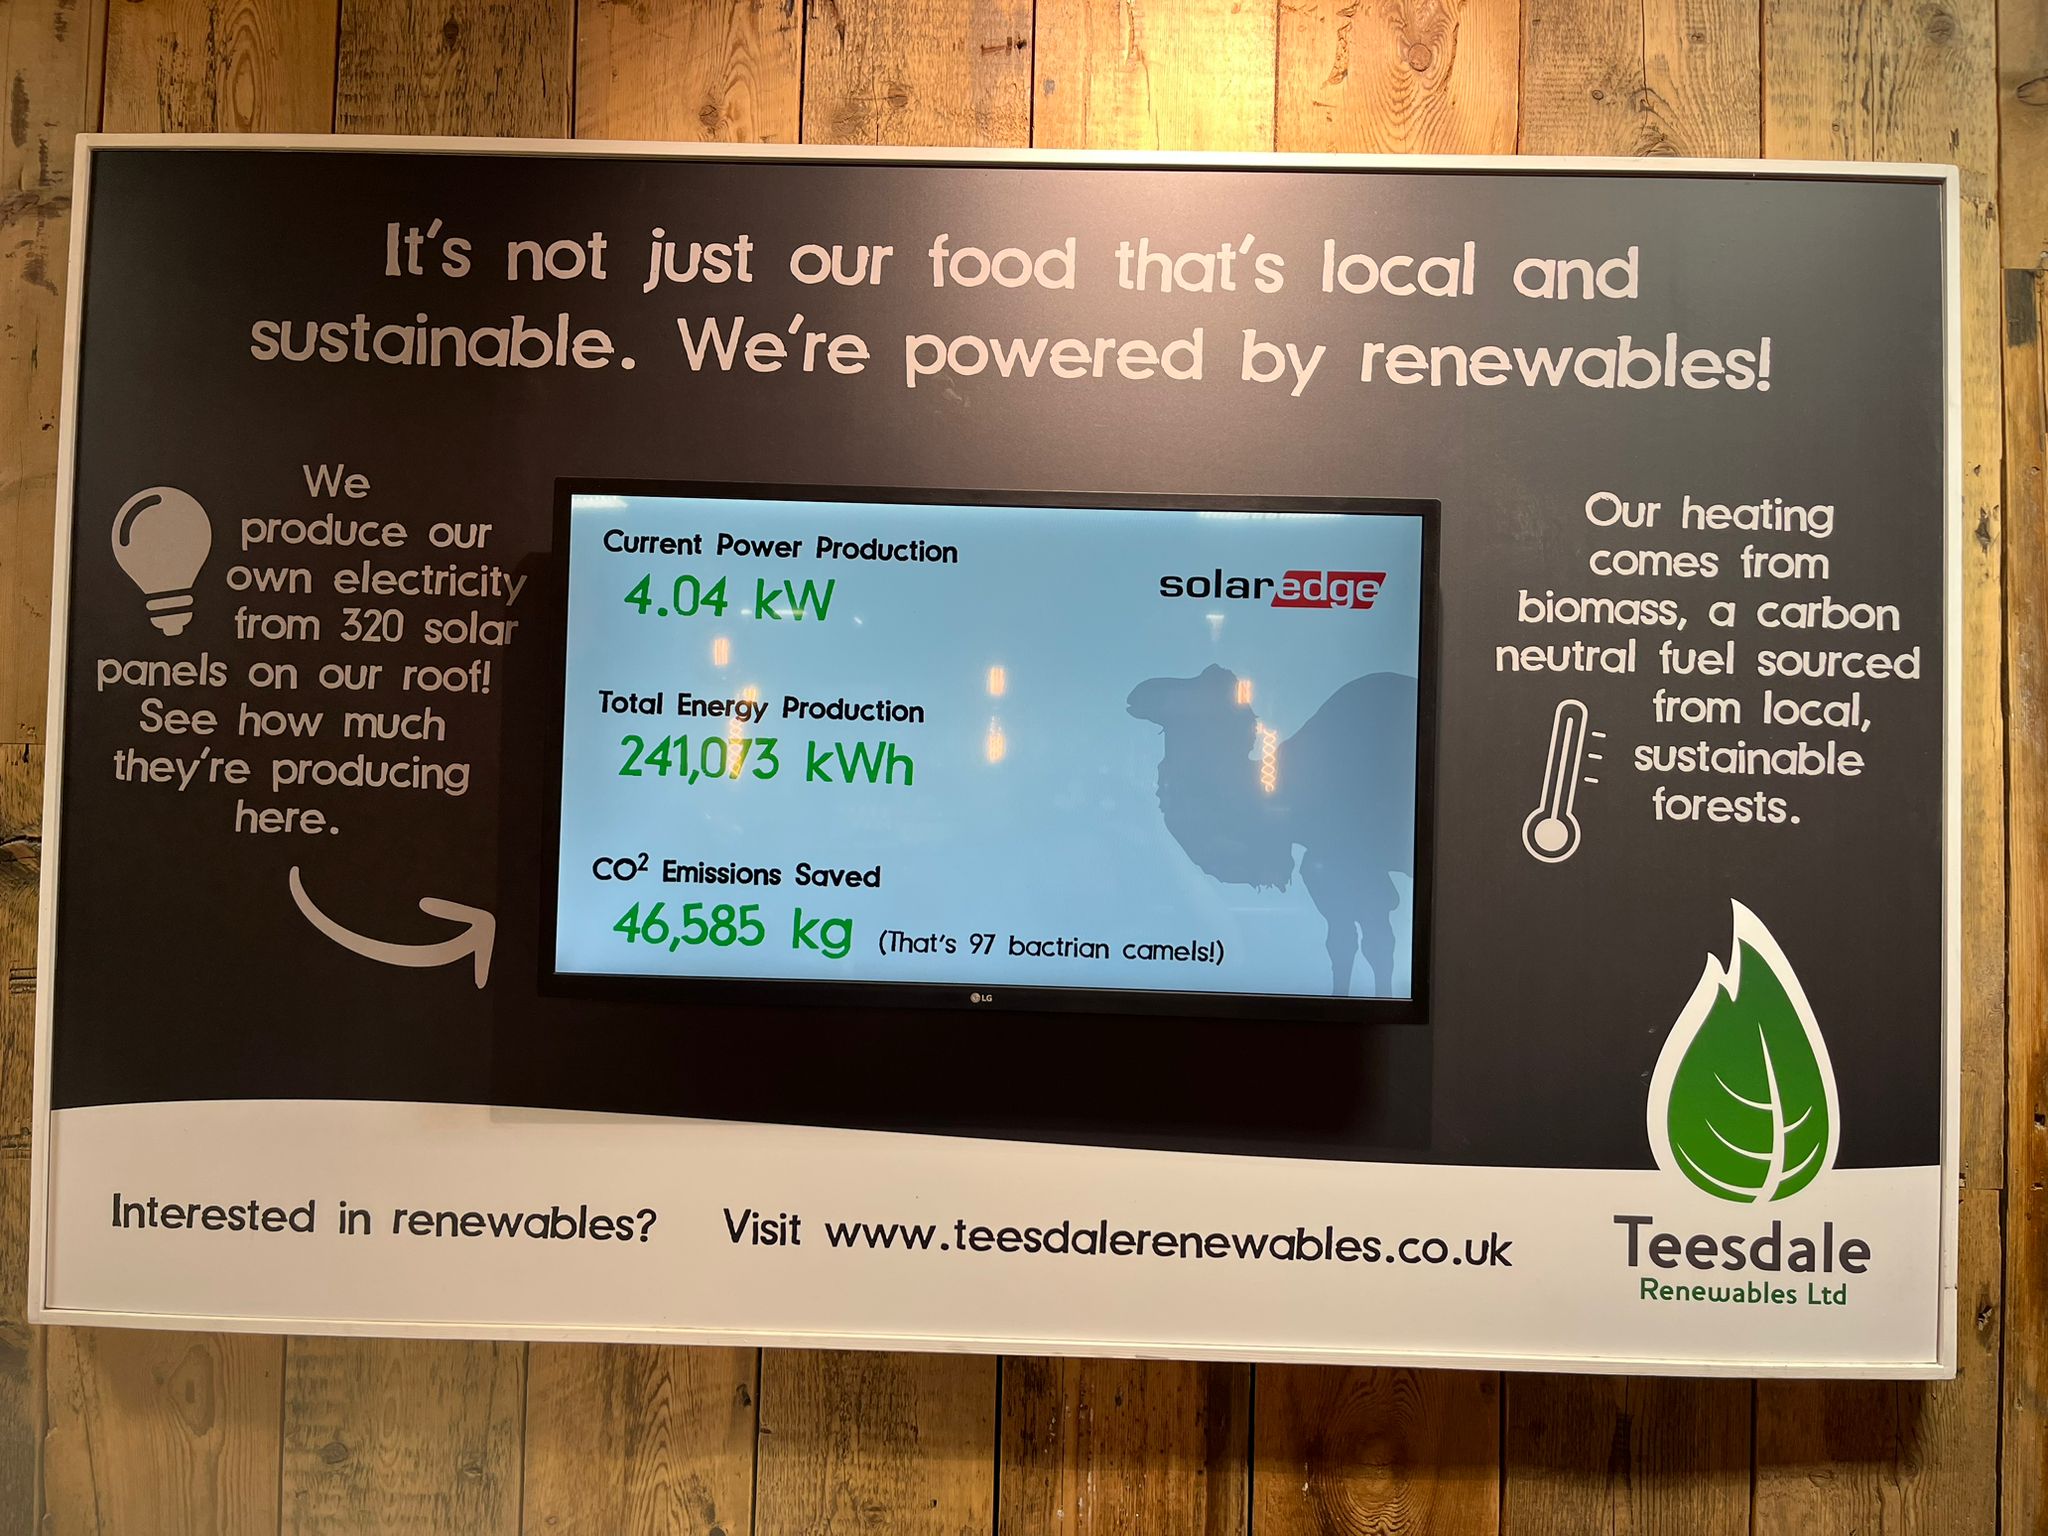 It's not just our food that's local and
sustainable. We're powered by renewables!
We
produce our
own electricity
from 320 solar
panels on our roof!
See how much
they're producing
here.
Current Power Production
4.04 kW
solaredge
Total Energy Production
241,073 kWh
CO² Emissions Saved
46,585 kg (That's 97 bactrian camels!)
LG
Our heating
comes from
biomass, a carbon
neutral fuel sourced
from local,
sustainable
forests.
Interested in renewables? Visit www.teesdalerenewables.co.uk
Teesdale
Renewables Ltd